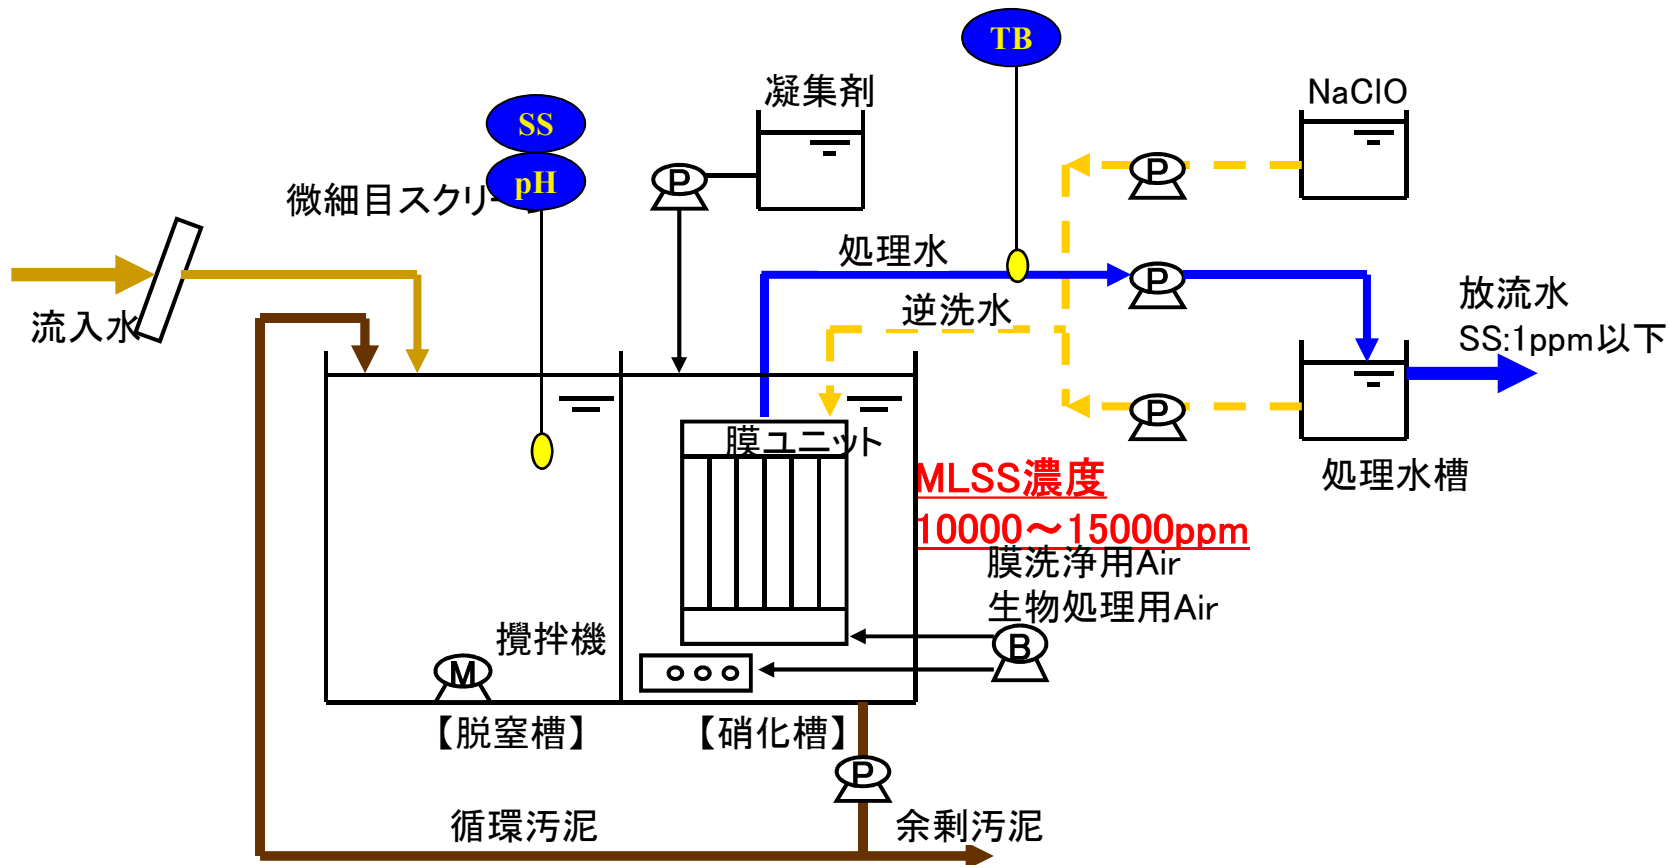 TB
凝集剤
NaClO
SS
P
pH
P
微細目スクリーン
処理水
P
流入水
逆洗水
放流水
SS:1ppm以下
P
膜ユニット
MLSS濃度
10000～15000ppm
処理水槽
膜洗浄用Air
生物処理用Air
攪拌機
B
M
【脱窒槽】
【硝化槽】
P
循環汚泥
余剰汚泥